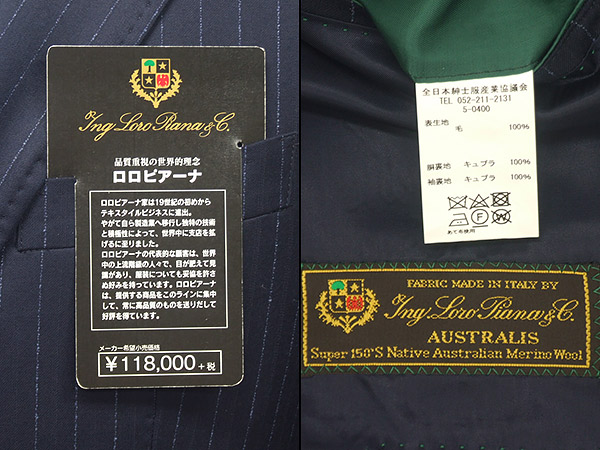 Ing. Loro Piana & C.
品質重視の世界的理念
ロロピアーナ
ロロピアーナ家は19世紀の初めから
テキスタイルビジネスに進出。
やがて自ら製造業へ移行し独特の技術
と積極性によって、世界中に支店を拡
げるに至りました。
ロロピアーナの代表的な顧客は、世界
中の上流階級の人々で、目が肥えて見
識があり、服装についても妥協を許さ
ぬ好みを持っています。ロロピアーナ
は、提供する商品をこのラインに集中
して、常に高品質のものを送りだして
好評を得ています。
メーカー希望小売価格
¥118,000+税
全日本紳士服産業協議会
TEL 052-211-2131
S-0400
表生地
毛 100%
胴裏地 キュプラ 100%
袖裏地 キュプラ 100%
あて布使用
FABRIC MADE IN ITALY BY
Ing. Loro Piana & C.
AUSTRALIS
Super 150'S Native Australian Merino Wool